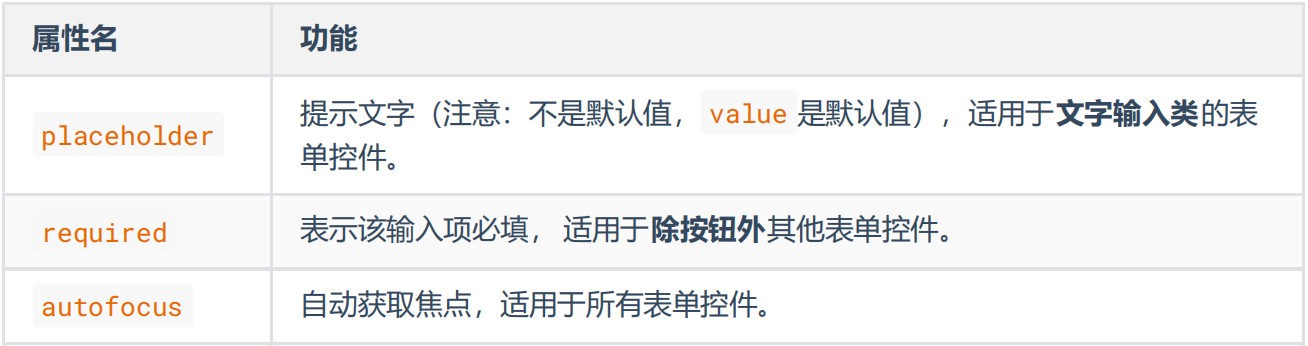 属性名 功能
placeholder 提示文字（注意：不是默认值，value 是默认值），适用于文字输入类的表
单控件。
required 表示该输入项必填， 适用于除按钮外其他表单控件。
autofocus 自动获取焦点，适用于所有表单控件。